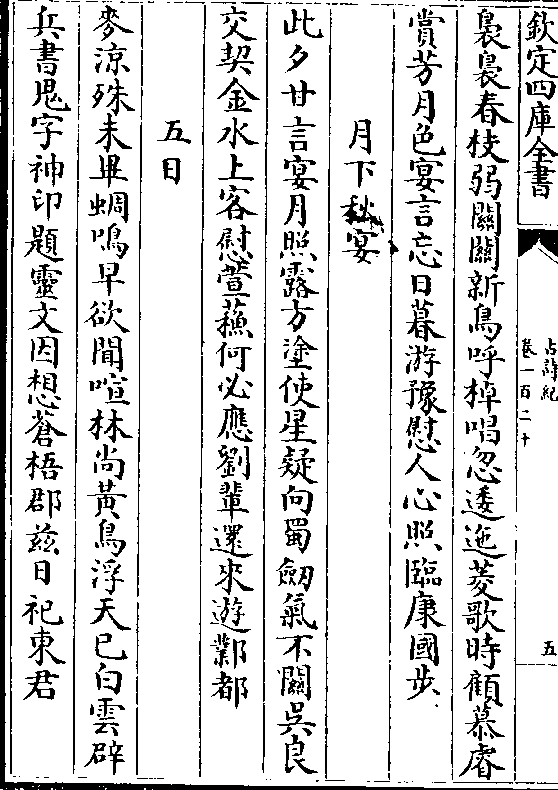 欽定四庫全書
古詩紀
卷一百二十
五
裊裊春枝弱關關新鳥呼棹唱忽逶迤菱歌時顧慕睿
賞芳月色宴言忘日暮游豫慰人心照臨康國步
月下秋宴
此夕甘言宴月照露方塗使星疑向蜀劒氣不關吳良
交契金水上客慰萱蘓何必應劉輩還來遊鄴都
五日
麥涼殊未畢蜩鳴早欲聞喧林尚黃鳥浮天已白雲辟
兵書鬼字神印題靈文因想蒼梧郡兹日祀東君